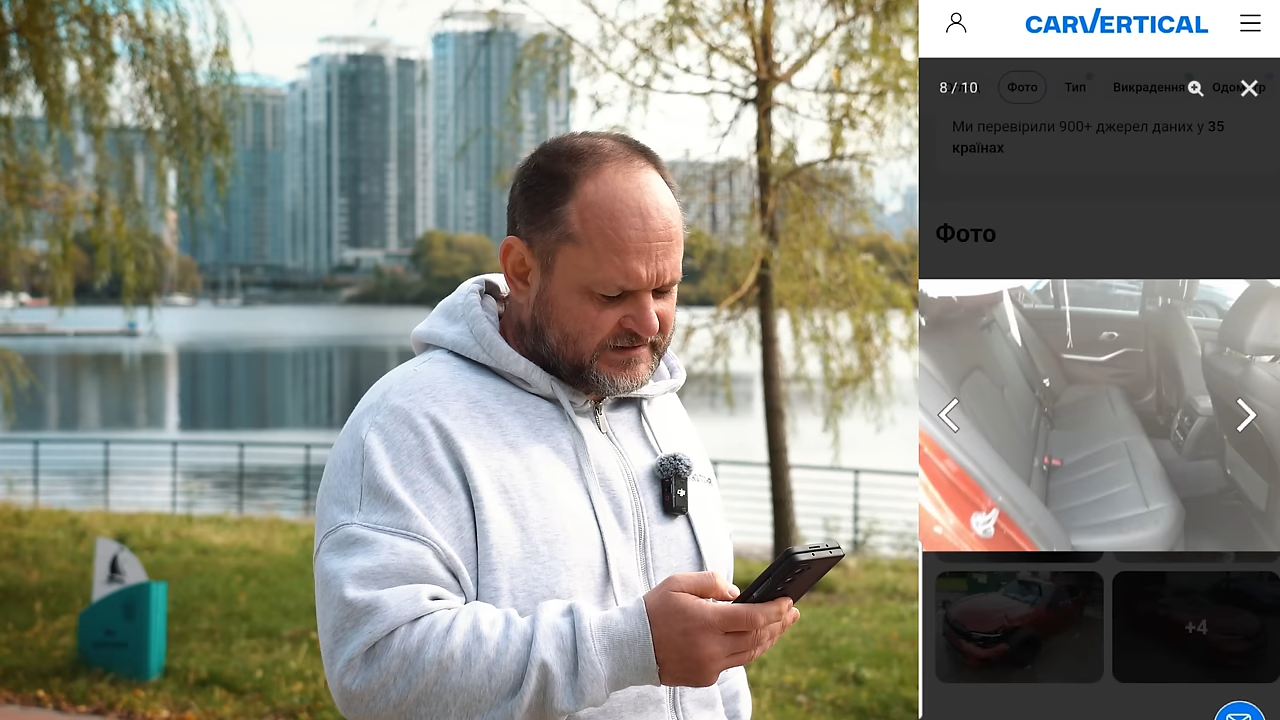 CARVERTICAL
8 / 10
Фото
Тип
Викрадення
Ми перевірили 900+ джерел даних у 35
країнах
Фото
+4